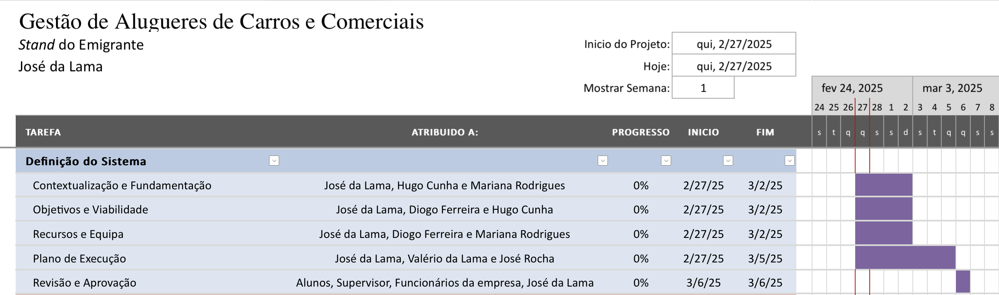 Gestão de Alugueres de Carros e Comerciais
Stand do Emigrante
José da Lama
Inicio do Projeto: qui, 2/27/2025
Hoje: qui, 2/27/2025
Mostrar Semana: 1
fev 24, 2025 mar 3, 2025
24 25 26 27 28 1 2 3 4 5 6 7 8
TAREFA ATRIBUIDO A: PROGRESSO INICIO FIM s t q q s s d s t q q s s
Definição do Sistema
Contextualização e Fundamentação José da Lama, Hugo Cunha e Mariana Rodrigues 0% 2/27/25 3/2/25
Objetivos e Viabilidade José da Lama, Diogo Ferreira e Hugo Cunha 0% 2/27/25 3/2/25
Recursos e Equipa José da Lama, Diogo Ferreira e Mariana Rodrigues 0% 2/27/25 3/2/25
Plano de Execução José da Lama, Valério da Lama e José Rocha 0% 2/27/25 3/5/25
Revisão e Aprovação Alunos, Supervisor, Funcionários da empresa, José da Lama 0% 3/6/25 3/6/25